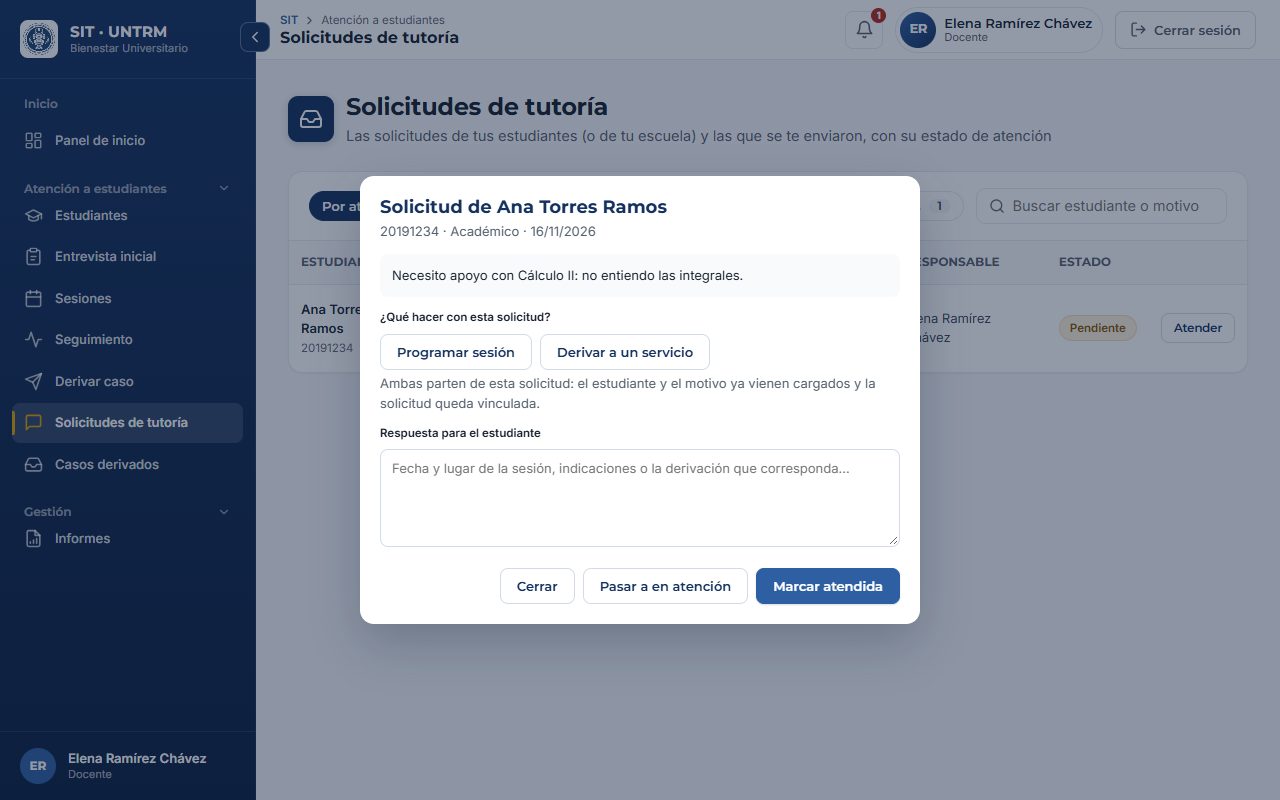 SIT · UNTRM
Bienestar Universitario
Inicio
Panel de inicio
Atención a estudiantes
Estudiantes
Entrevista inicial
Sesiones
Seguimiento
Derivar caso
Solicitudes de tutoría
Casos derivados
Gestión
Informes
ER
Elena Ramírez Chávez
Docente
SIT
Atención a estudiantes
Solicitudes de tutoría
1
ER
Elena Ramírez Chávez
Docente
Cerrar sesión
Solicitudes de tutoría
Las solicitudes de tus estudiantes (o de tu escuela) y las que se te enviaron, con su estado de atención
Por
1
Buscar estudiante o motivo
ESTADO
Ana
Ramos
20191234
Ramírez
Pendiente
Atender
Solicitud de Ana Torres Ramos
20191234 · Académico · 16/11/2026
Necesito apoyo con Cálculo II: no entiendo las integrales.
¿Qué hacer con esta solicitud?
Programar sesión
Derivar a un servicio
Ambas parten de esta solicitud: el estudiante y el motivo ya vienen cargados y la
solicitud queda vinculada.
Respuesta para el estudiante
Fecha y lugar de la sesión, indicaciones o la derivación que corresponda...
Cerrar
Pasar a en atención
Marcar atendida